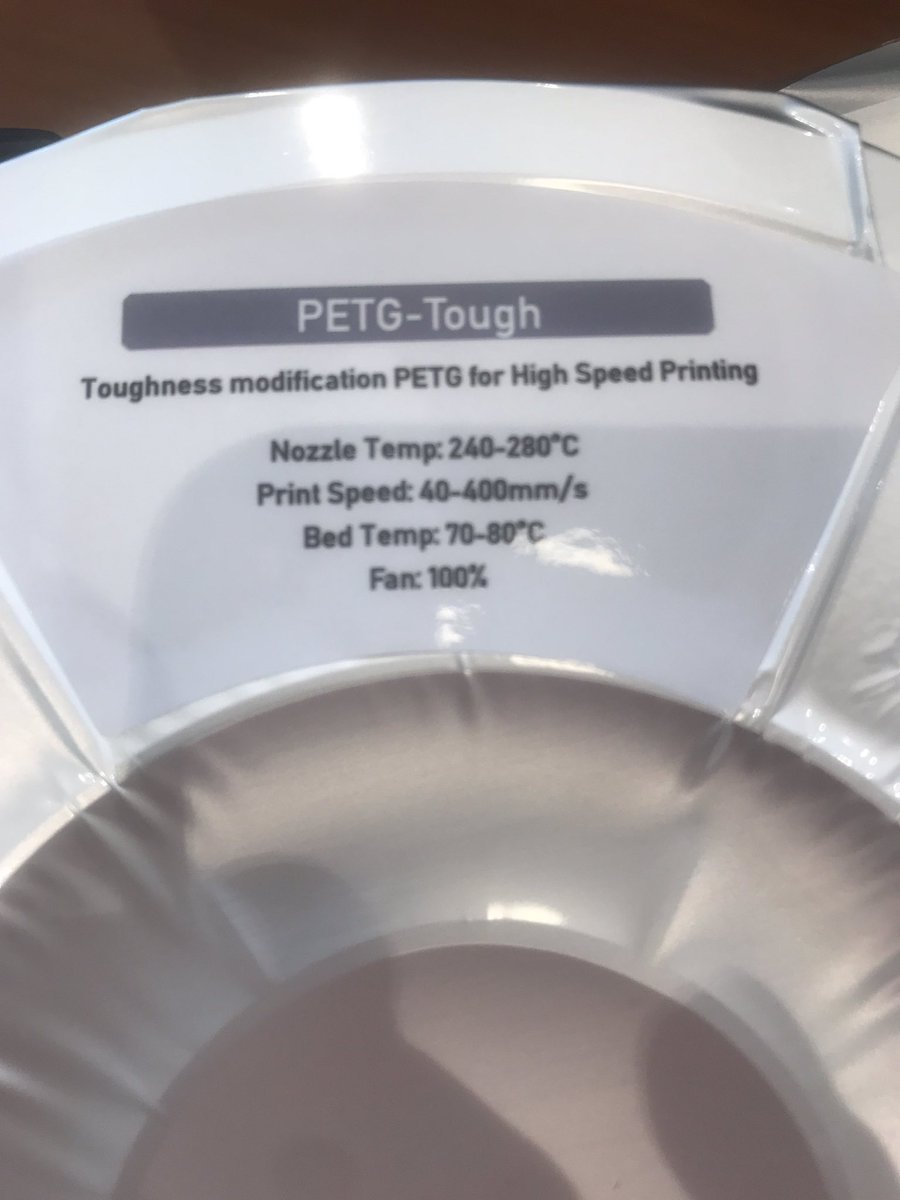 PETG-Tough
Toughness modification PETG for High Speed Printing
Nozzle Temp: 240-280°C
Print Speed: 40-400mm/s
Bed Temp: 70-80°C
Fan: 100%